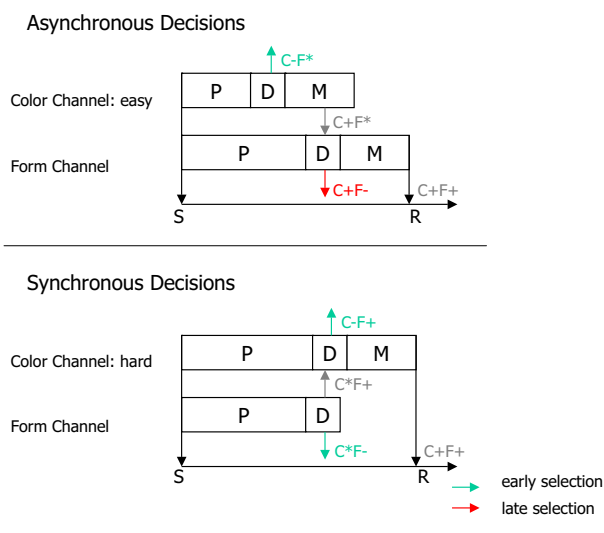 Asynchronous Decisions
C-F*
Color Channel: easy
P D M
C+F*
Form Channel
P D M
C+F-
C+F+
S R
Synchronous Decisions
C-F+
Color Channel: hard
P D M
C*F+
Form Channel
P D
C*F-
C+F+
S R
early selection
late selection